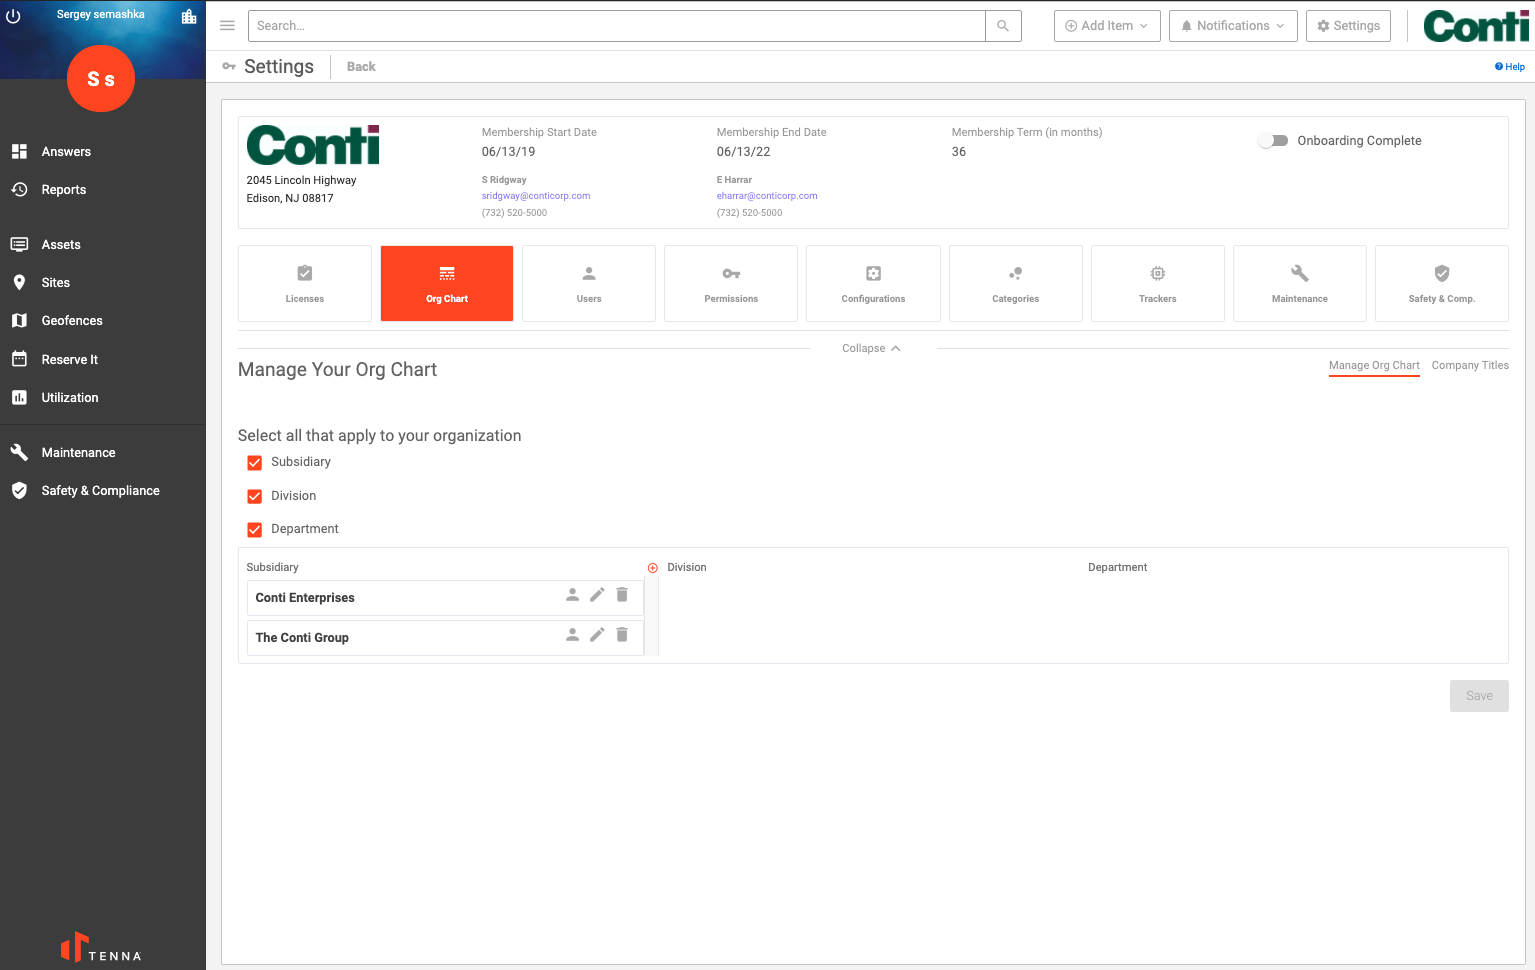 Sergey semashka
S s
Answers
Reports
Assets
Sites
Geofences
Reserve It
Utilization
Maintenance
Safety & Compliance
TENNA
Search...
Add Item
Notifications
Settings
Conti
Settings
Back
Help
Conti
2045 Lincoln Highway
Edison, NJ 08817
Membership Start Date
06/13/19
S Ridgway
sridgway@conticorp.com
(732) 520-5000
Membership End Date
06/13/22
E Harrar
eharrar@conticorp.com
(732) 520-5000
Membership Term (in months)
36
Onboarding Complete
Licenses
Org Chart
Users
Permissions
Configurations
Categories
Trackers
Maintenance
Safety & Comp.
Collapse
Manage Your Org Chart
Manage Org Chart
Company Titles
Select all that apply to your organization
Subsidiary
Division
Department
Subsidiary
Division
Department
Conti Enterprises
The Conti Group
Save